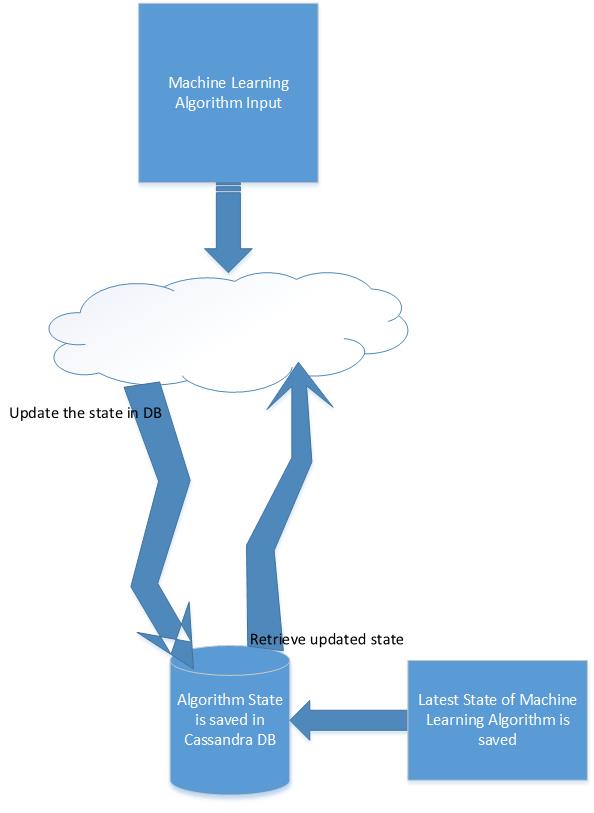 Machine Learning
Algorithm Input
Update the state in DB
Retrieve updated state
Algorithm State
is saved in
Cassandra DB
Latest State of Machine
Learning Algorithm is
saved